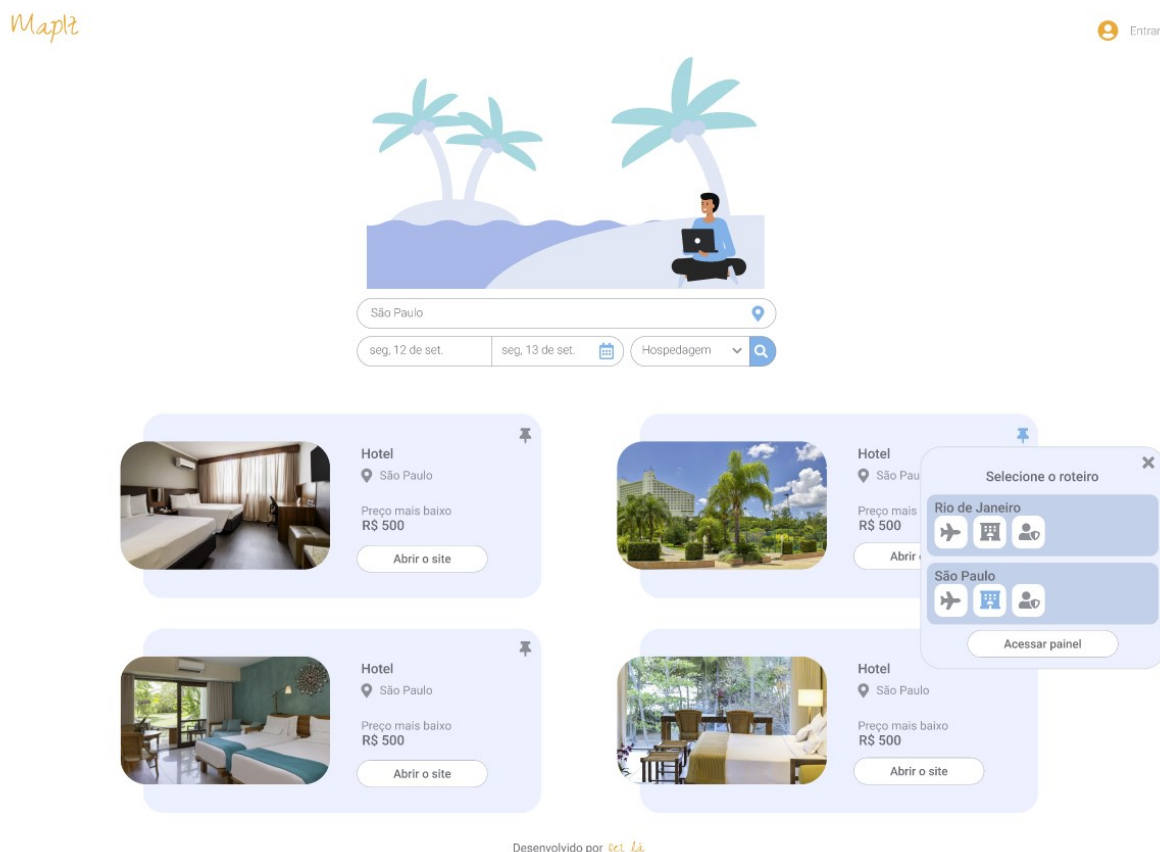 MapIt
Entrar
São Paulo
seg, 12 de set.
seg, 13 de set.
Hospedagem
Hotel
São Paulo
Preço mais baixo
R$ 500
Abrir o site
Hotel
São Pau
Preço mais
R$ 500
Abrir
Selecione o roteiro
Rio de Janeiro
São Paulo
Acessar painel
Hotel
São Paulo
Preço mais baixo
R$ 500
Abrir o site
Hotel
São Paulo
Preço mais baixo
R$ 500
Abrir o site
Desenvolvido por